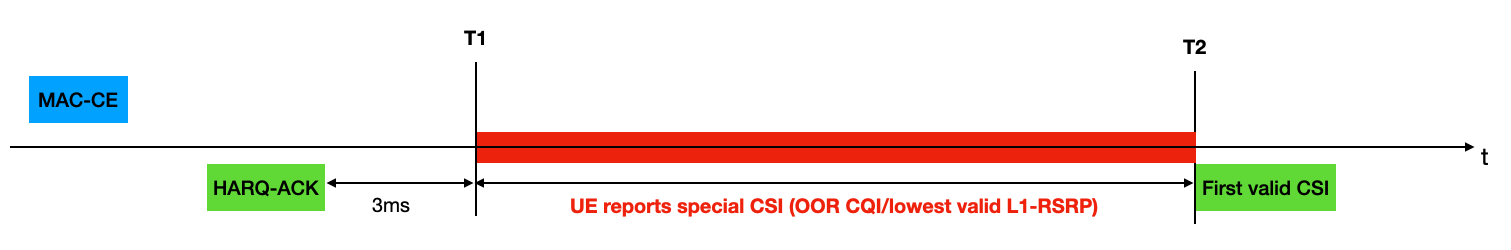 T1
T2
MAC-CE
t
HARQ-ACK
First valid CSI
3ms
UE reports special CSI (OOR CQI/lowest valid L1-RSRP)